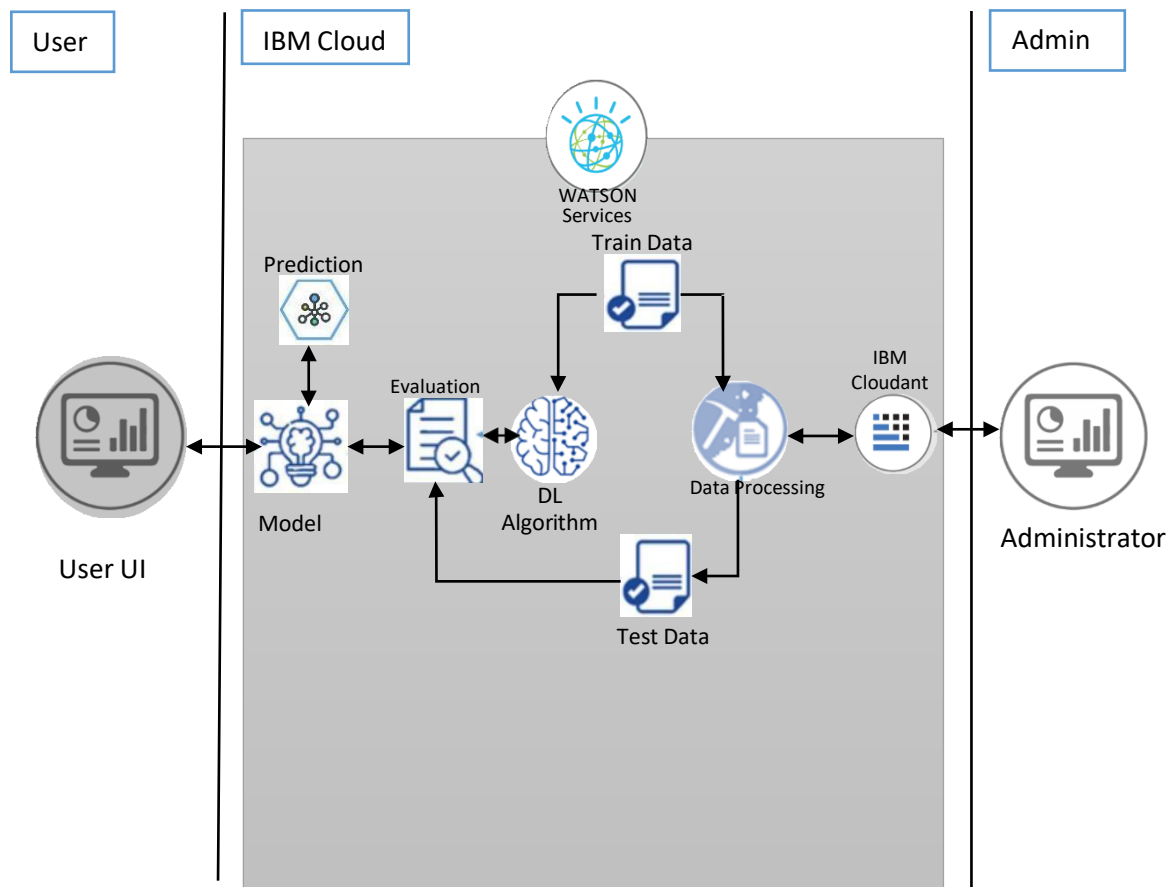 User
IBM Cloud
Admin
WATSON
Services
Train Data
Prediction
IBM
Cloudant
Evaluation
Data Processing
DL
Algorithm
Model
Administrator
User UI
Test Data